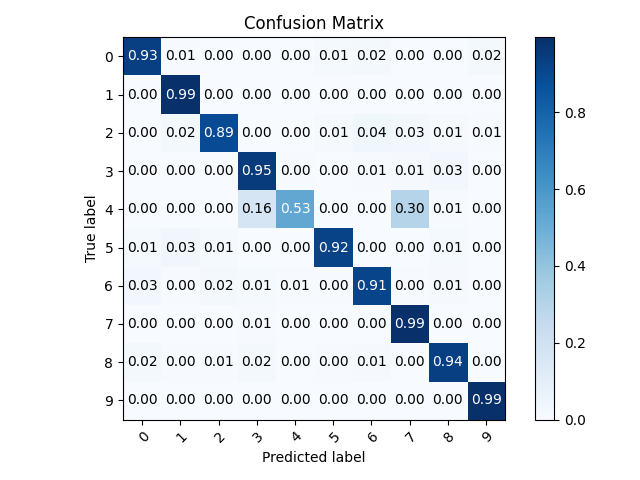 Confusion Matrix
0 0.93 0.01 0.00 0.00 0.00 0.01 0.02 0.00 0.00 0.02
1 0.00 0.99 0.00 0.00 0.00 0.00 0.00 0.00 0.00 0.00
2 0.00 0.02 0.89 0.00 0.00 0.01 0.04 0.03 0.01 0.01
3 0.00 0.00 0.00 0.95 0.00 0.00 0.01 0.01 0.03 0.00
4 0.00 0.00 0.00 0.16 0.53 0.00 0.00 0.30 0.01 0.00
5 0.01 0.03 0.01 0.00 0.00 0.92 0.00 0.00 0.01 0.00
6 0.03 0.00 0.02 0.01 0.01 0.00 0.91 0.00 0.01 0.00
7 0.00 0.00 0.00 0.01 0.00 0.00 0.00 0.99 0.00 0.00
8 0.02 0.00 0.01 0.02 0.00 0.00 0.01 0.00 0.94 0.00
9 0.00 0.00 0.00 0.00 0.00 0.00 0.00 0.00 0.00 0.99
0 1 2 3 4 5 6 7 8 9
True label
Predicted label
0.8
0.6
0.4
0.2
0.0